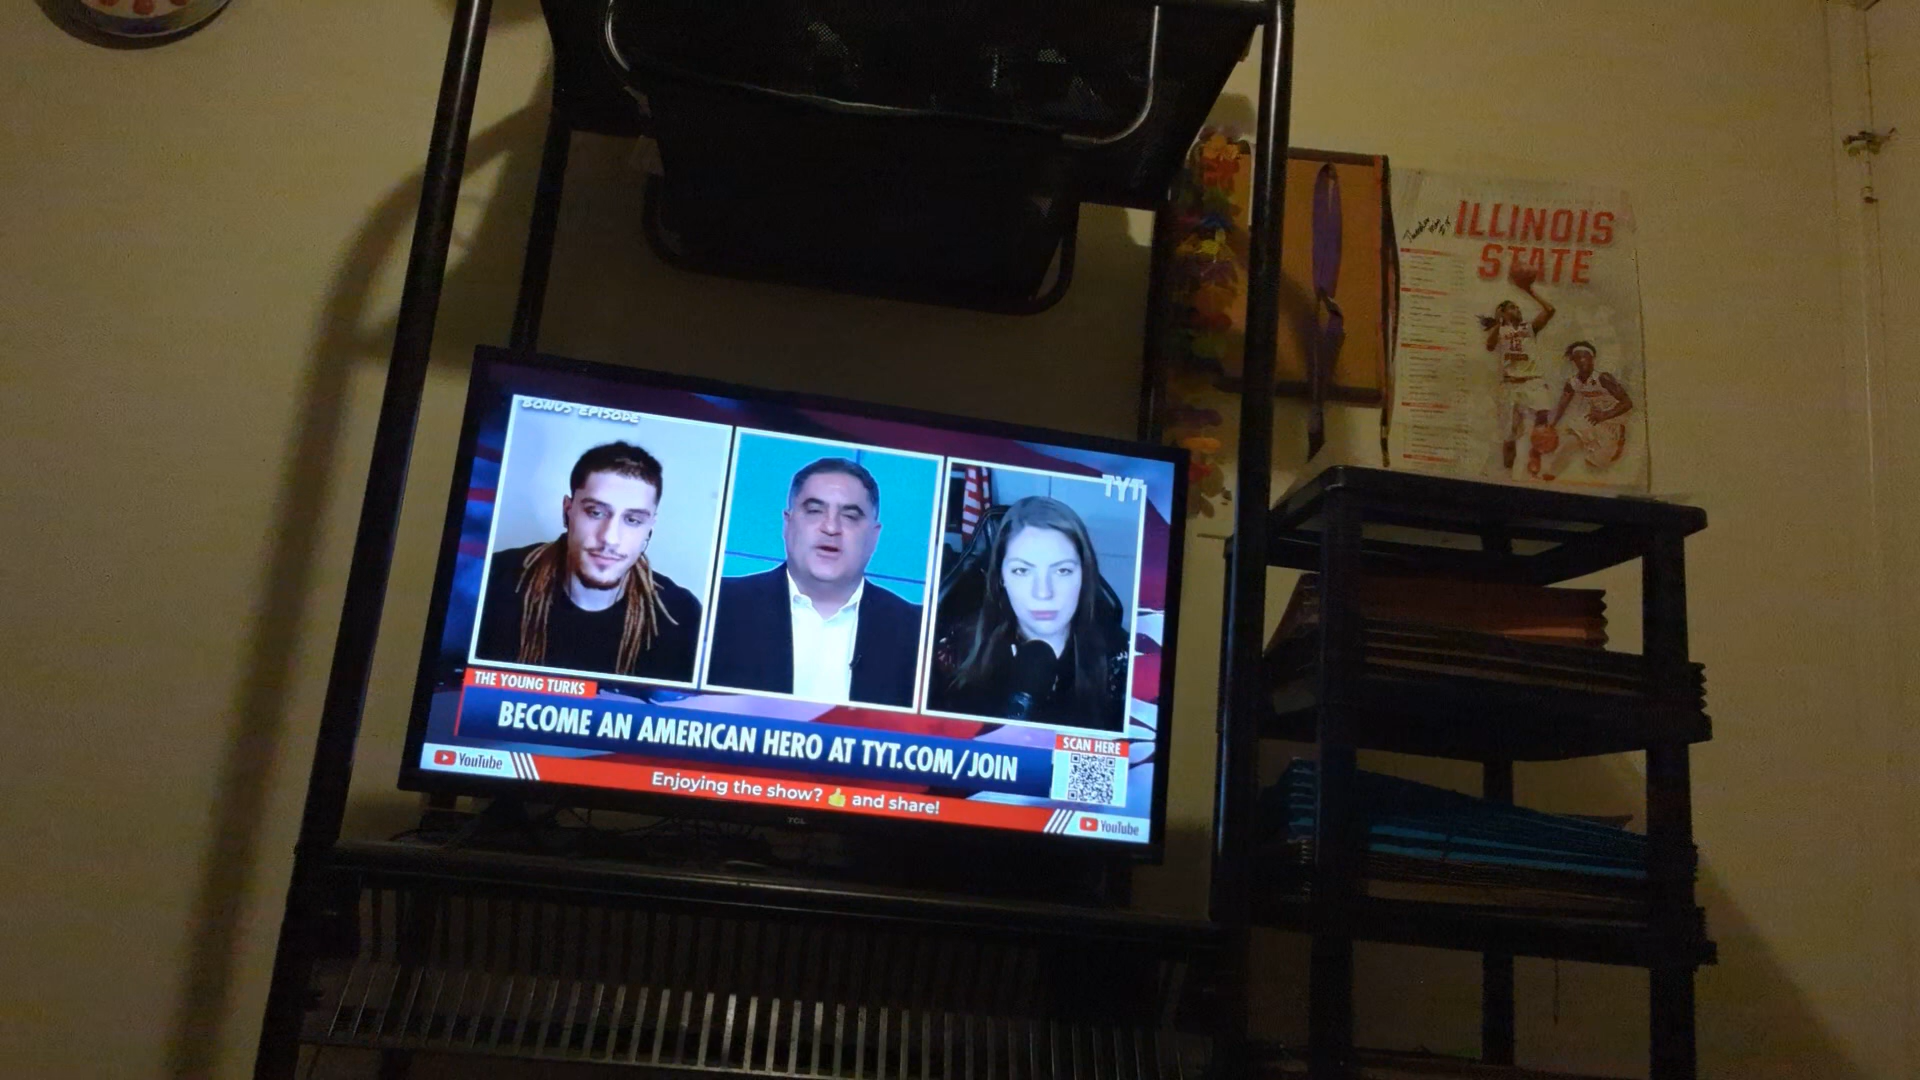 ILLINOIS
STATE
12
BONUS EPISODE
TYT
THE YOUNG TURKS
BECOME AN AMERICAN HERO AT TYT.COM/JOIN
SCAN HERE
YouTube
Enjoying the show? 👍 and share!
YouTube
TCL